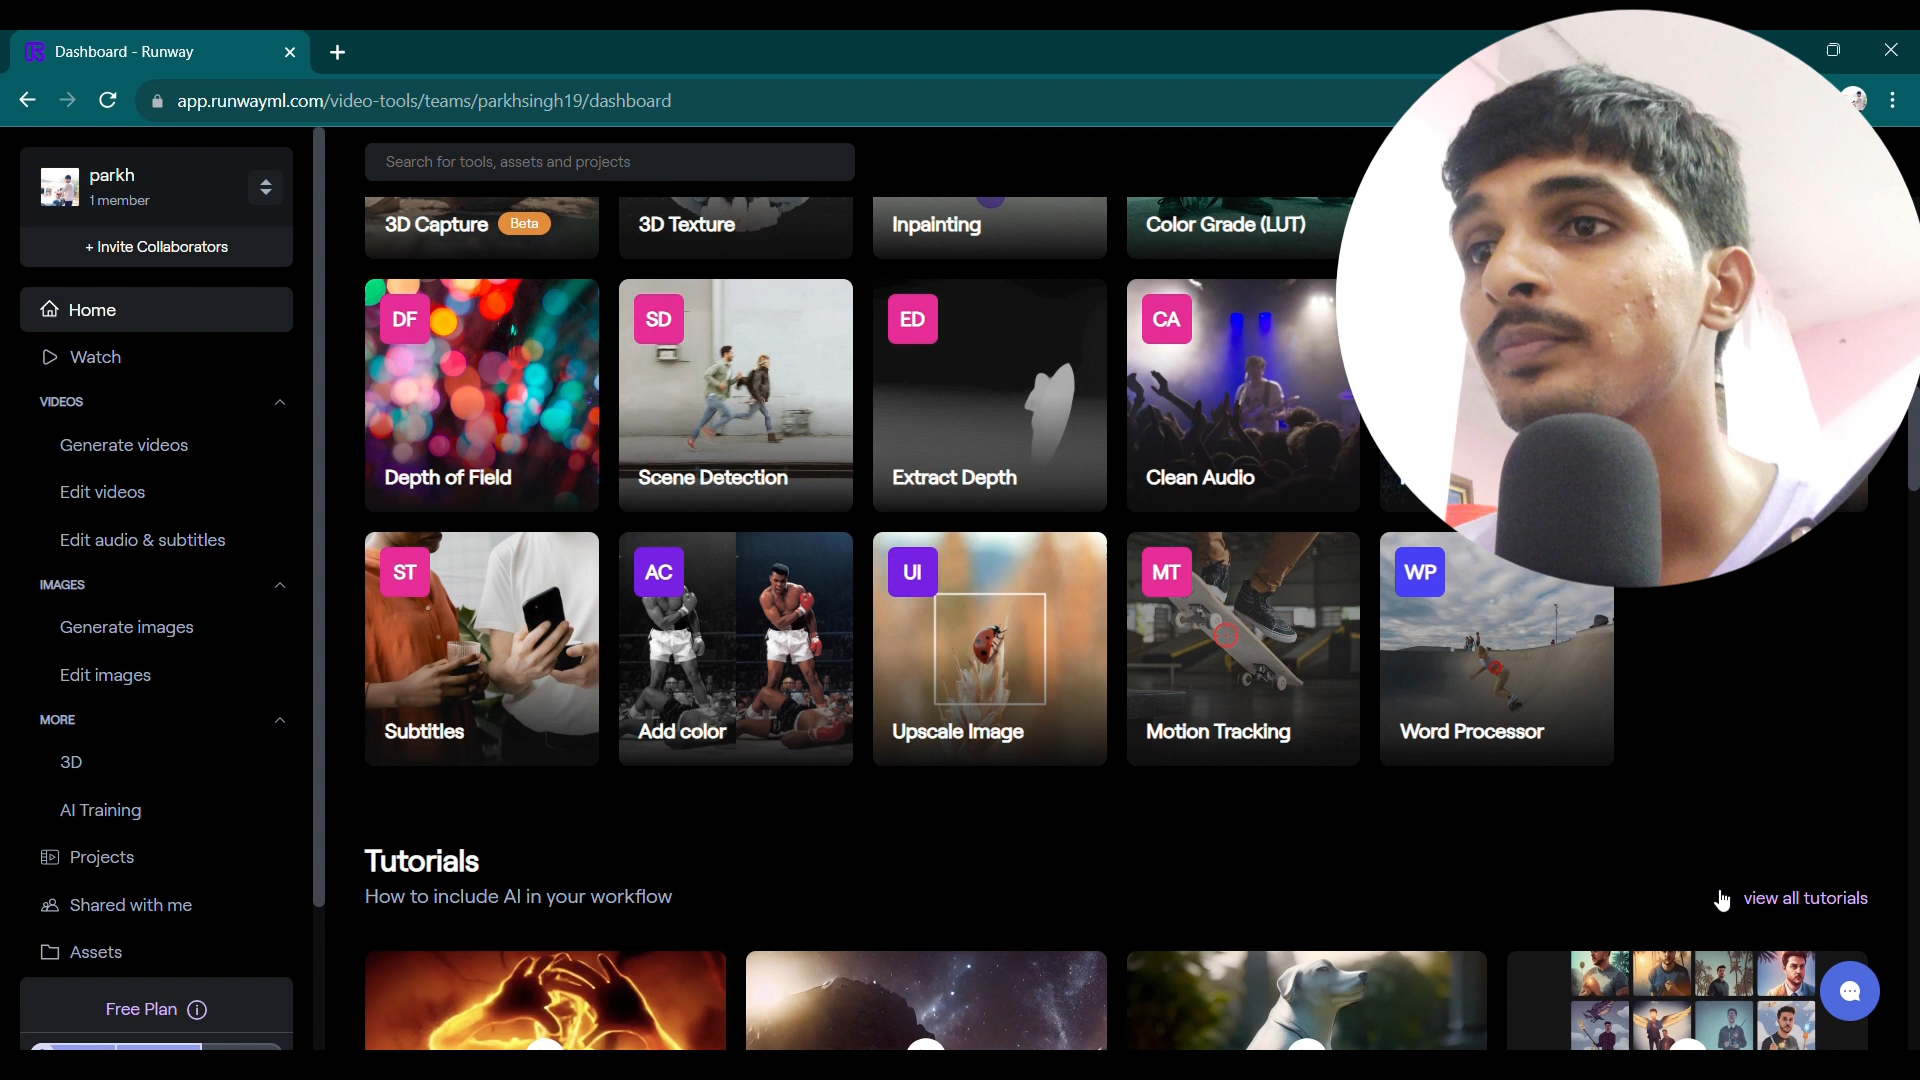 Dashboard - Runway
app.runwayml.com/video-tools/teams/parkhsingh19/dashboard
parkh
1 member
+ Invite Collaborators
Home
Watch
VIDEOS
Generate videos
Edit videos
Edit audio & subtitles
IMAGES
Generate images
Edit images
MORE
3D
AI Training
Projects
Shared with me
Assets
Free Plan
Search for tools, assets and projects
3D Capture Beta
3D Texture
Inpainting
Color Grade (LUT)
DF
SD
ED
CA
Depth of Field
Scene Detection
Extract Depth
Clean Audio
ST
AC
UI
MT
WP
Subtitles
Add color
Upscale Image
Motion Tracking
Word Processor
Tutorials
How to include AI in your workflow
view all tutorials